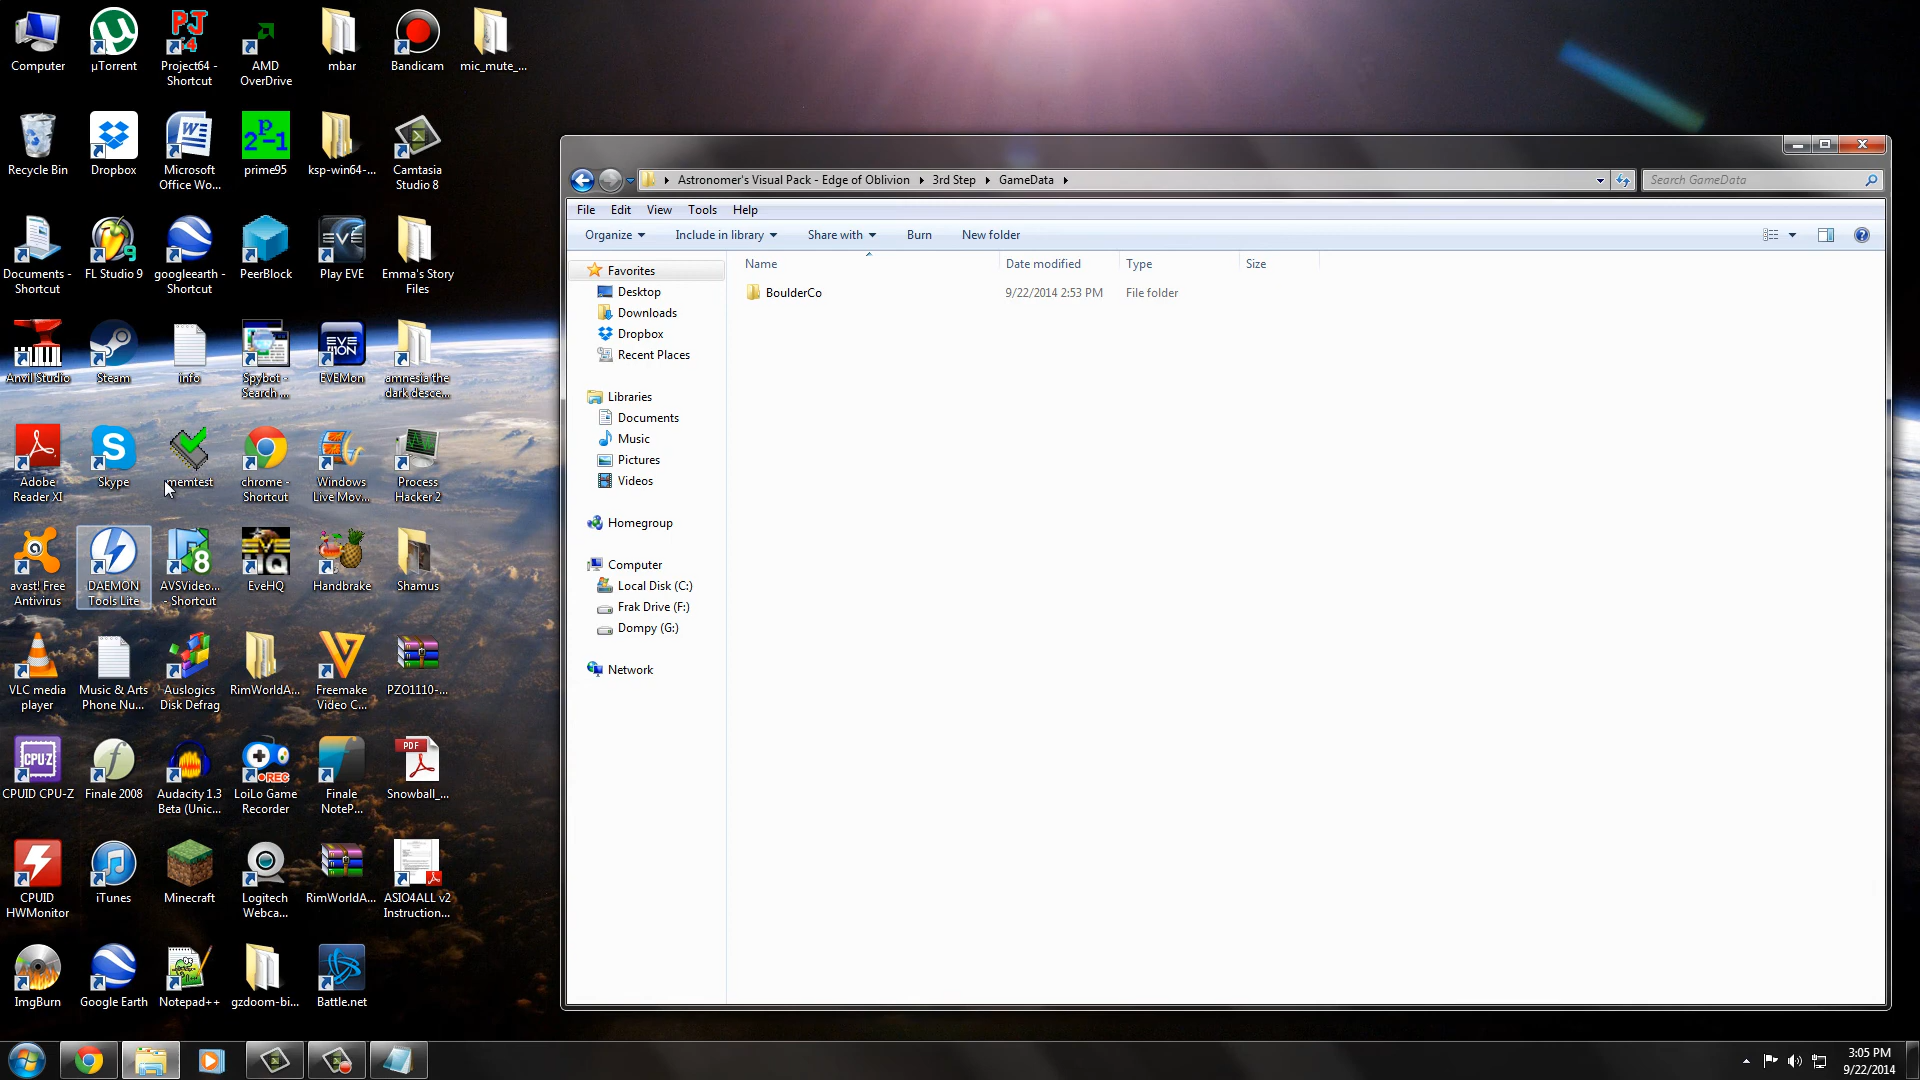 Computer
µTorrent
Project64 -
Shortcut
AMD
OverDrive
mbar
Bandicam
mic_mute_...
Recycle Bin
Dropbox
Microsoft
Office Wo...
prime95
ksp-win64-...
Camtasia
Studio 8
Documents -
Shortcut
FL Studio 9
googleearth -
Shortcut
PeerBlock
Play EVE
Emma's Story
Files
Anvil Studio
Steam
info
Spybot -
Search ...
EVEMon
amnesia the
dark desce...
Adobe
Reader XI
Skype
memtest
chrome -
Shortcut
Windows
Live Mov...
Process
Hacker 2
avast! Free
Antivirus
DAEMON
Tools Lite
AVSVideo...
- Shortcut
EveHQ
Handbrake
Shamus
VLC media
player
Music & Arts
Phone Nu...
Auslogics
Disk Defrag
RimWorldA...
Freemake
Video C...
PZO1110-...
CPUID CPU-Z
Finale 2008
Audacity 1.3
Beta (Unic...
LoiLo Game
Recorder
Finale
NoteP...
Snowball_...
CPUID
HWMonitor
iTunes
Minecraft
Logitech
Webca...
RimWorldA...
ASIO4ALL v2
Instruction...
ImgBurn
Google Earth
Notepad++
gzdoom-bi...
Battle.net
Astronomer's Visual Pack - Edge of Oblivion
3rd Step
GameData
Search GameData
File Edit View Tools Help
Organize Include in library Share with Burn New folder
Name Date modified Type Size
BoulderCo 9/22/2014 2:53 PM File folder
Favorites
Desktop
Downloads
Dropbox
Recent Places
Libraries
Documents
Music
Pictures
Videos
Homegroup
Computer
Local Disk (C:)
Frak Drive (F:)
Dompy (G:)
Network
3:05 PM
9/22/2014